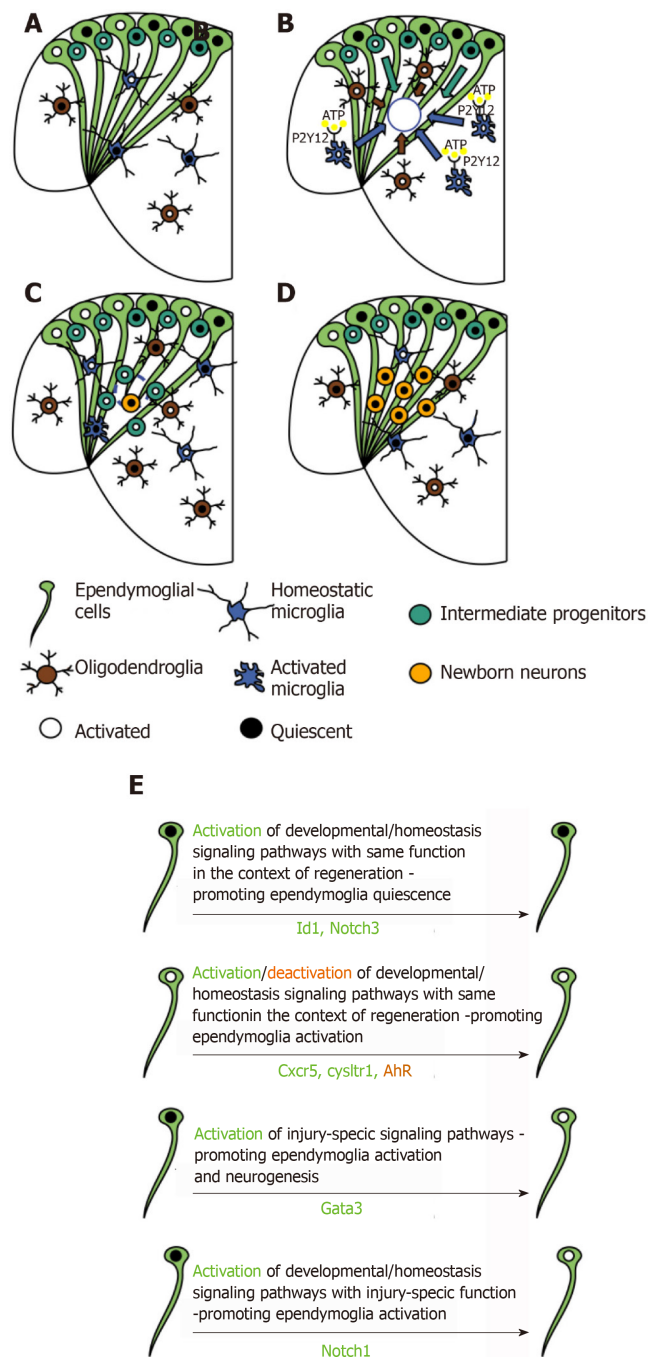 A
B
B
ATP
P2Y12
ATP
P2Y12
ATP
P2Y12
C
D
Ependymoglial
cells
Homeostatic
microglia
Intermediate progenitors
Oligodendroglia
Activated
microglia
Newborn neurons
Activated
Quiescent
E
Activation of developmental/homeostasis
signaling pathways with same function
in the context of regeneration -
promoting ependymoglia quiescence
Id1, Notch3
Activation/deactivation of developmental/
homeostasis signaling pathways with same
functionin the context of regeneration -promoting
ependymoglia activation
Cxcr5, cysltr1, AhR
Activation of injury-specic signaling pathways -
promoting ependymoglia activation
and neurogenesis
Gata3
Activation of developmental/homeostasis
signaling pathways with injury-specic function
-promoting ependymoglia activation
Notch1